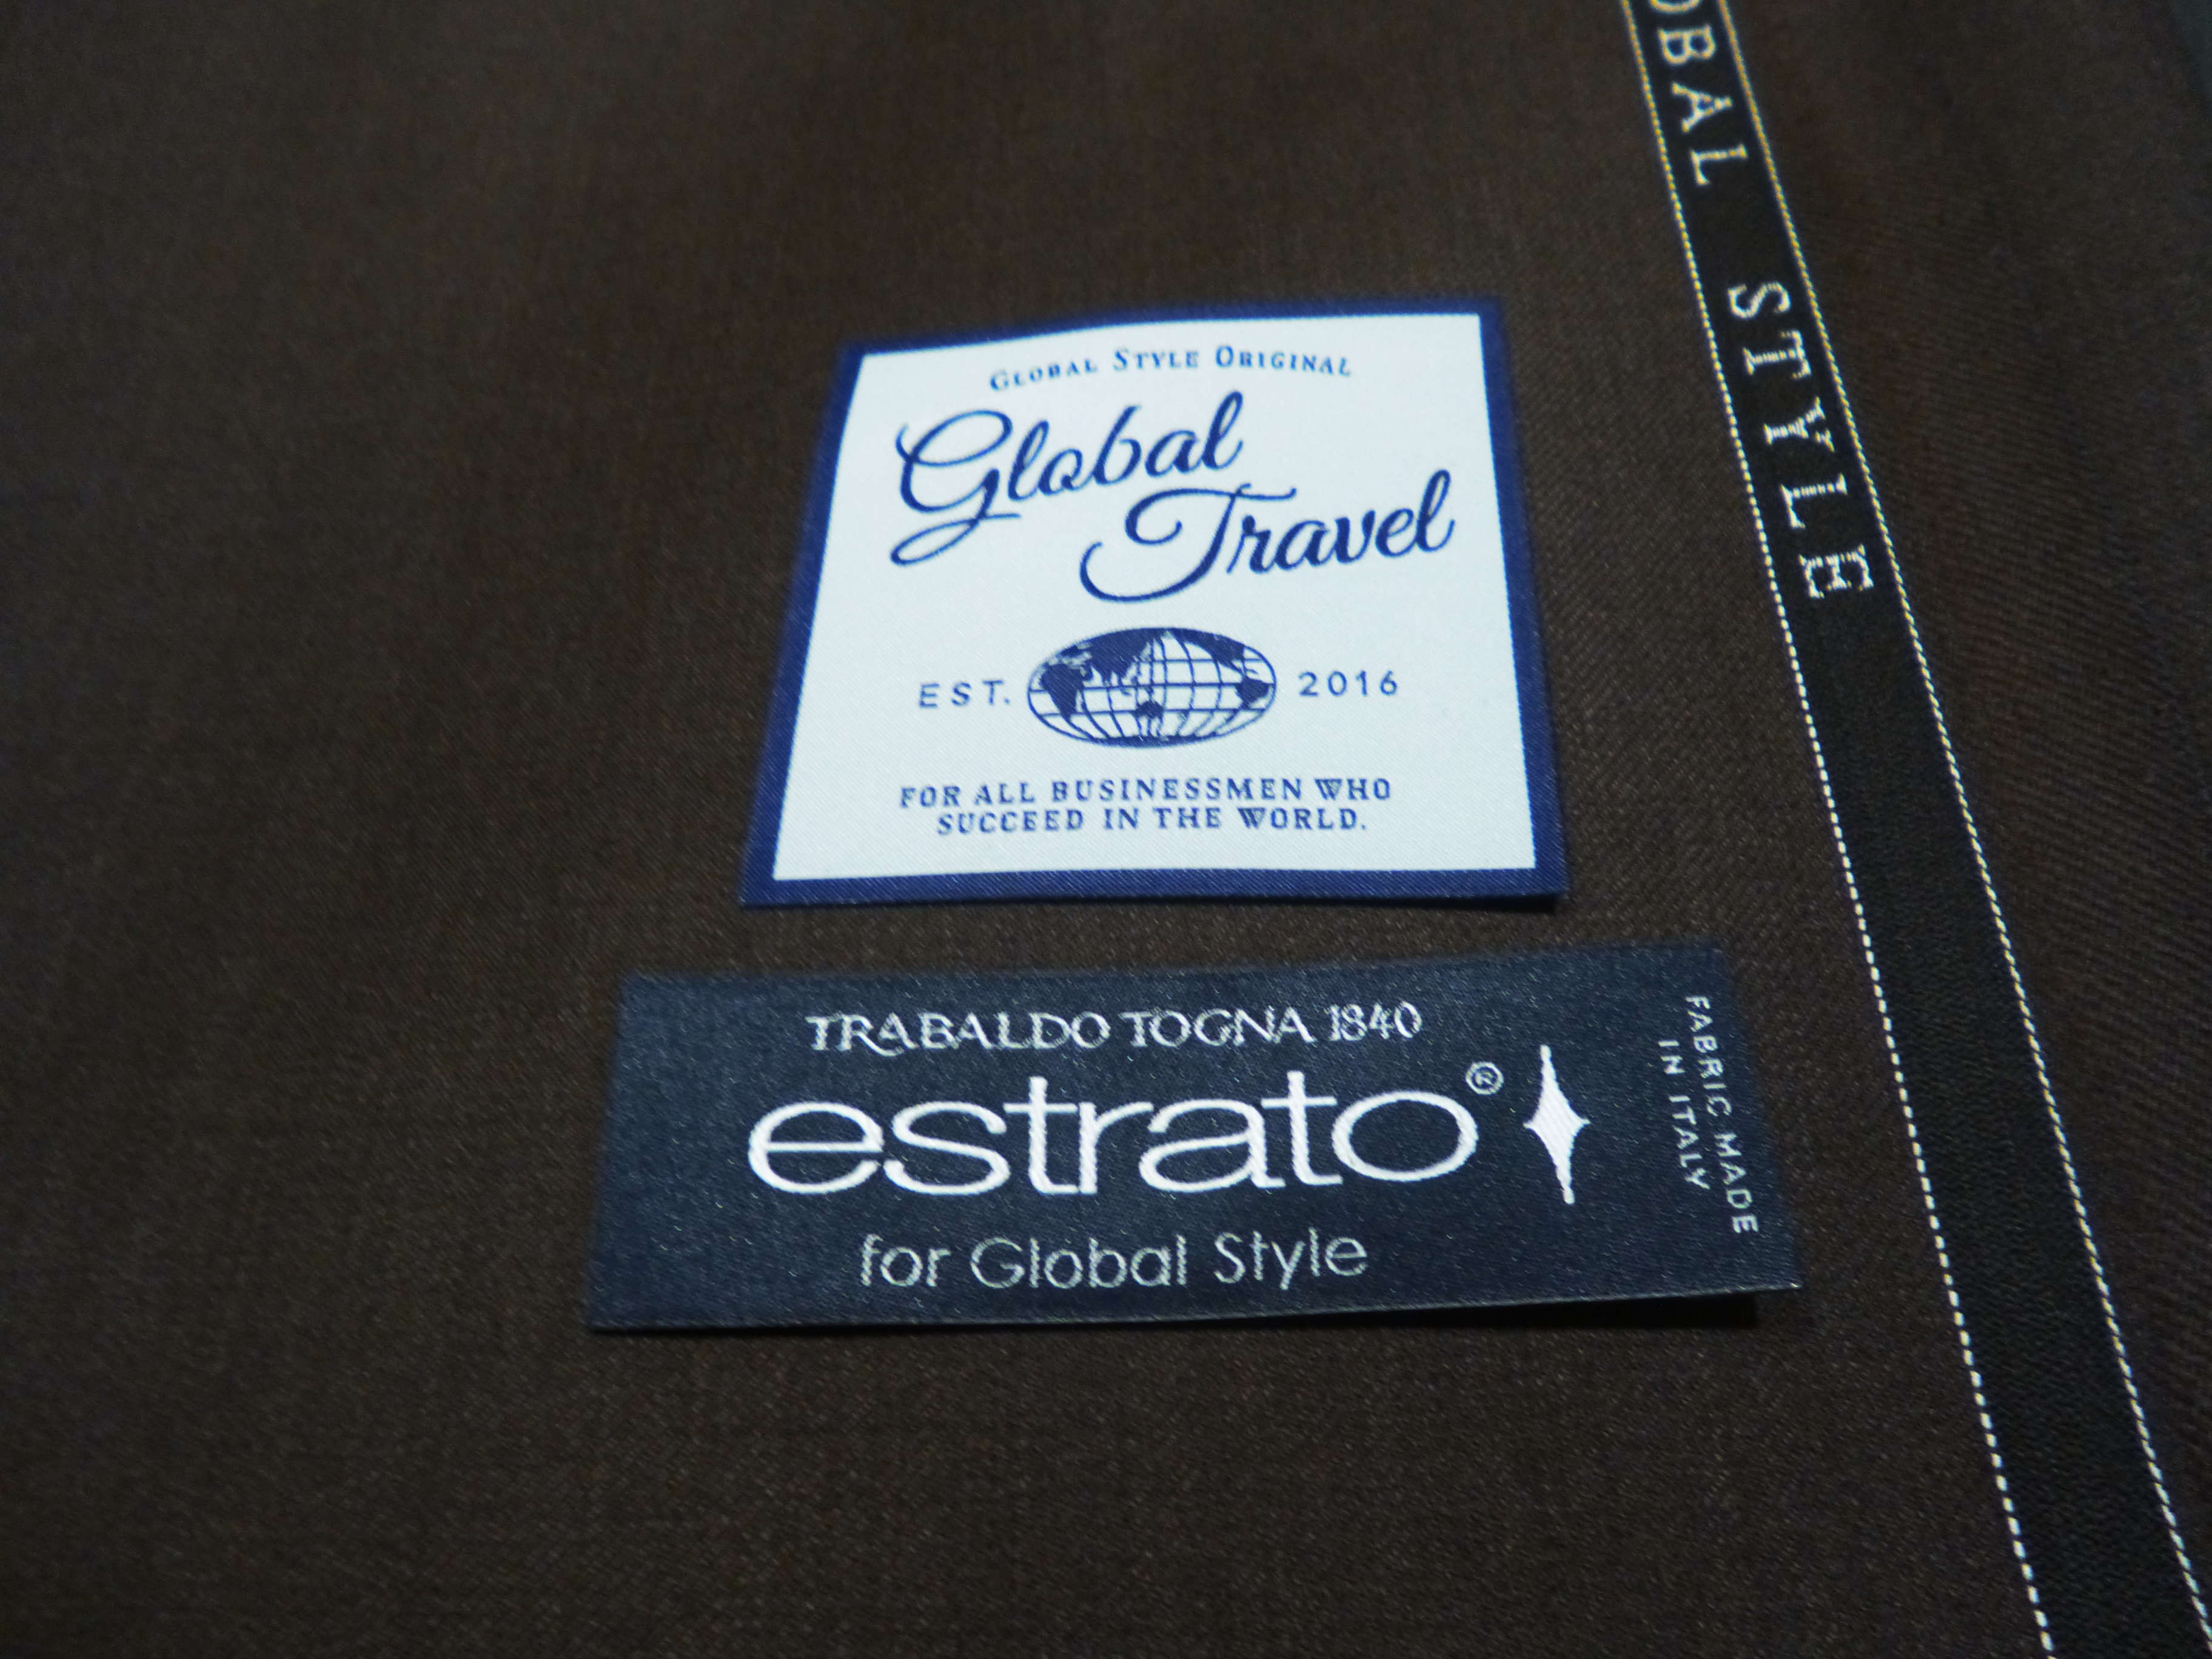 GLOBAL STYLE ORIGINAL
Global
Travel
EST. 2016
FOR ALL BUSINESSMEN WHO
SUCCEED IN THE WORLD.
TRABALDO TOGNA 1840
estrato®
for Global Style
FABRIC MADE
IN ITALY
OBAL STYLE